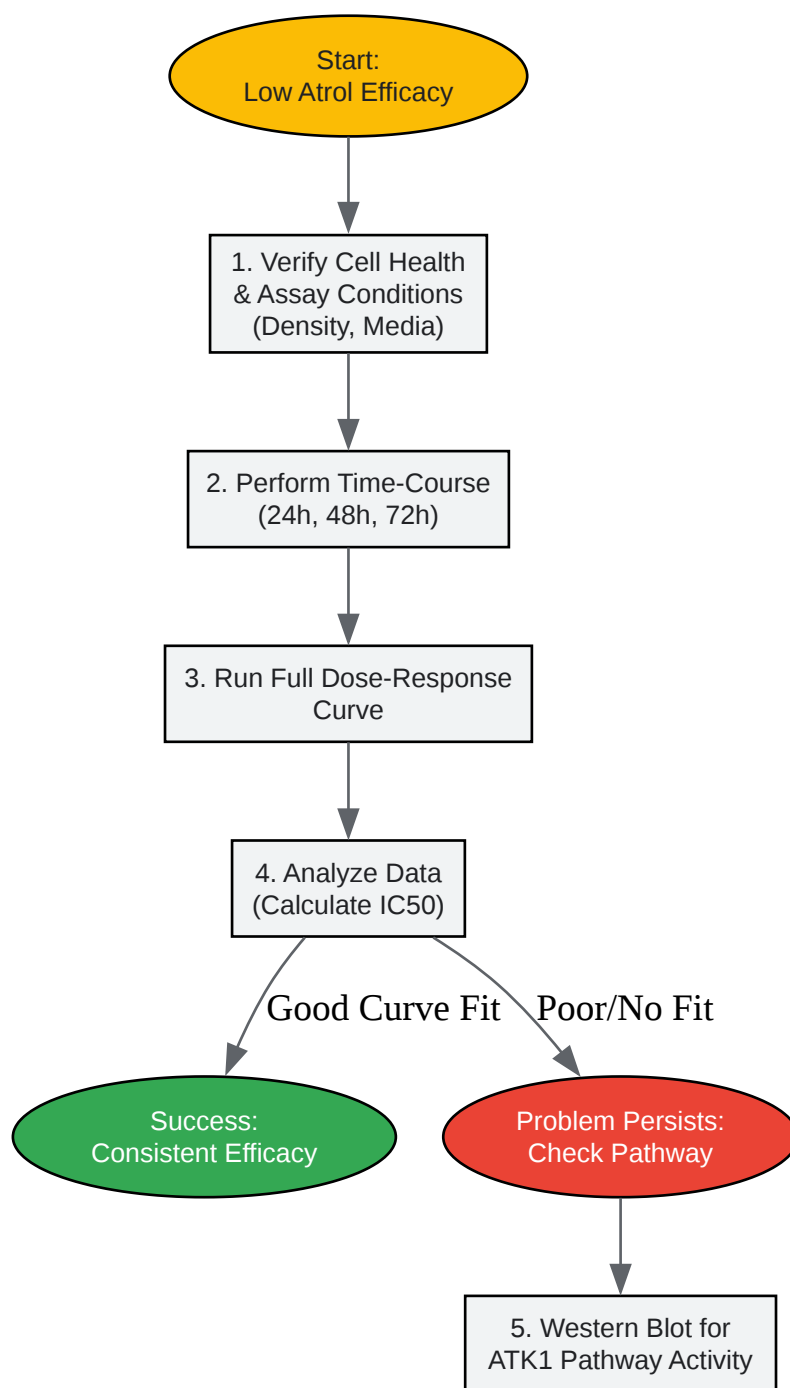 Start:
Low Atrol Efficacy
1. Verify Cell Health
& Assay Conditions
(Density, Media)
2. Perform Time-Course
(24h, 48h, 72h)
3. Run Full Dose-Response
Curve
4. Analyze Data
(Calculate IC50)
Good Curve Fit
Poor/No Fit
Success:
Consistent Efficacy
Problem Persists:
Check Pathway
5. Western Blot for
ATK1 Pathway Activity